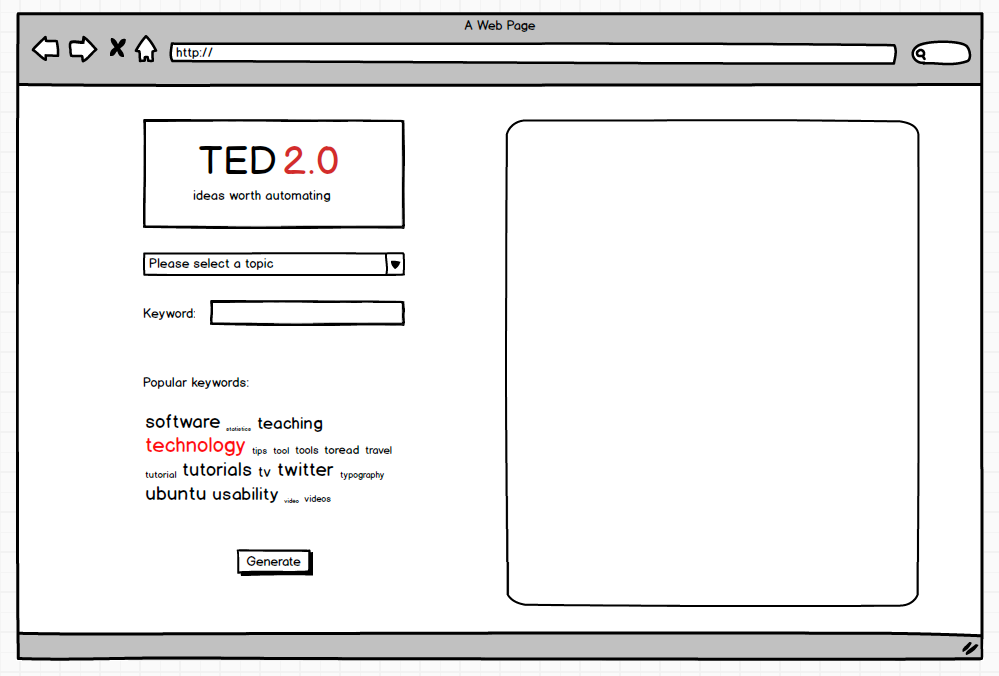 A Web Page
http://
TED 2.0
ideas worth automating
Please select a topic
Keyword:
Popular keywords:
software statistics teaching
technology tips tool tools toread travel
tutorial tutorials tv twitter typography
ubuntu usability video videos
Generate